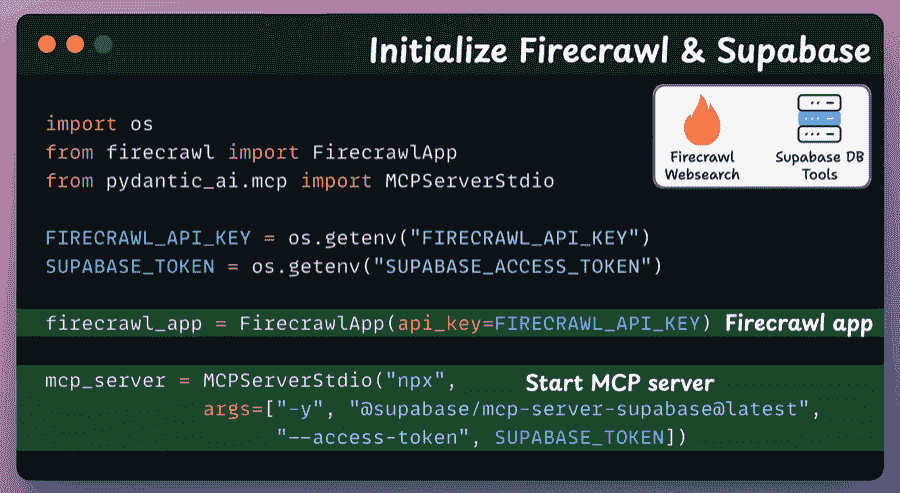 Initialize Firecrawl & Supabase
Firecrawl
Websearch
Supabase DB
Tools
import os
from firecrawl import FirecrawlApp
from pydantic_ai.mcp import MCPServerStdio
FIRECRAWL_API_KEY = os.getenv("FIRECRAWL_API_KEY")
SUPABASE_TOKEN = os.getenv("SUPABASE_ACCESS_TOKEN")
firecrawl_app = FirecrawlApp(api_key=FIRECRAWL_API_KEY) Firecrawl app
mcp_server = MCPServerStdio("npx", Start MCP server
args=["-y", "@supabase/mcp-server-supabase@latest",
"--access-token", SUPABASE_TOKEN])